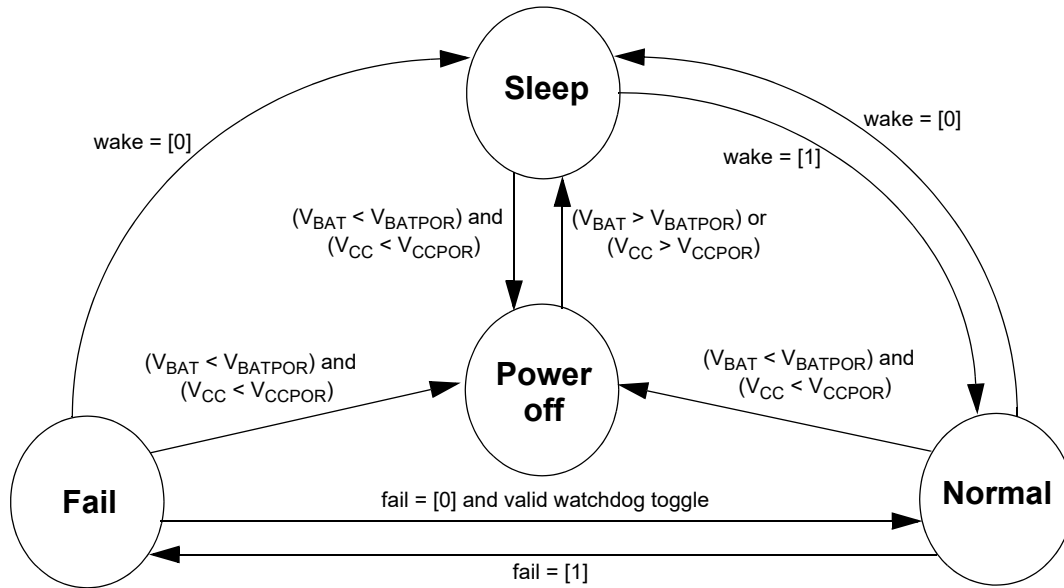 Sleep
wake = [0]
wake = [0]
wake = [1]
(VBAT < VBATPOR) and
(VCC < VCCPOR)
(VBAT > VBATPOR) or
(VCC > VCCPOR)
(VBAT < VBATPOR) and
(VCC < VCCPOR)
Power
off
(VBAT < VBATPOR) and
(VCC < VCCPOR)
Fail
fail = [0] and valid watchdog toggle
Normal
fail = [1]